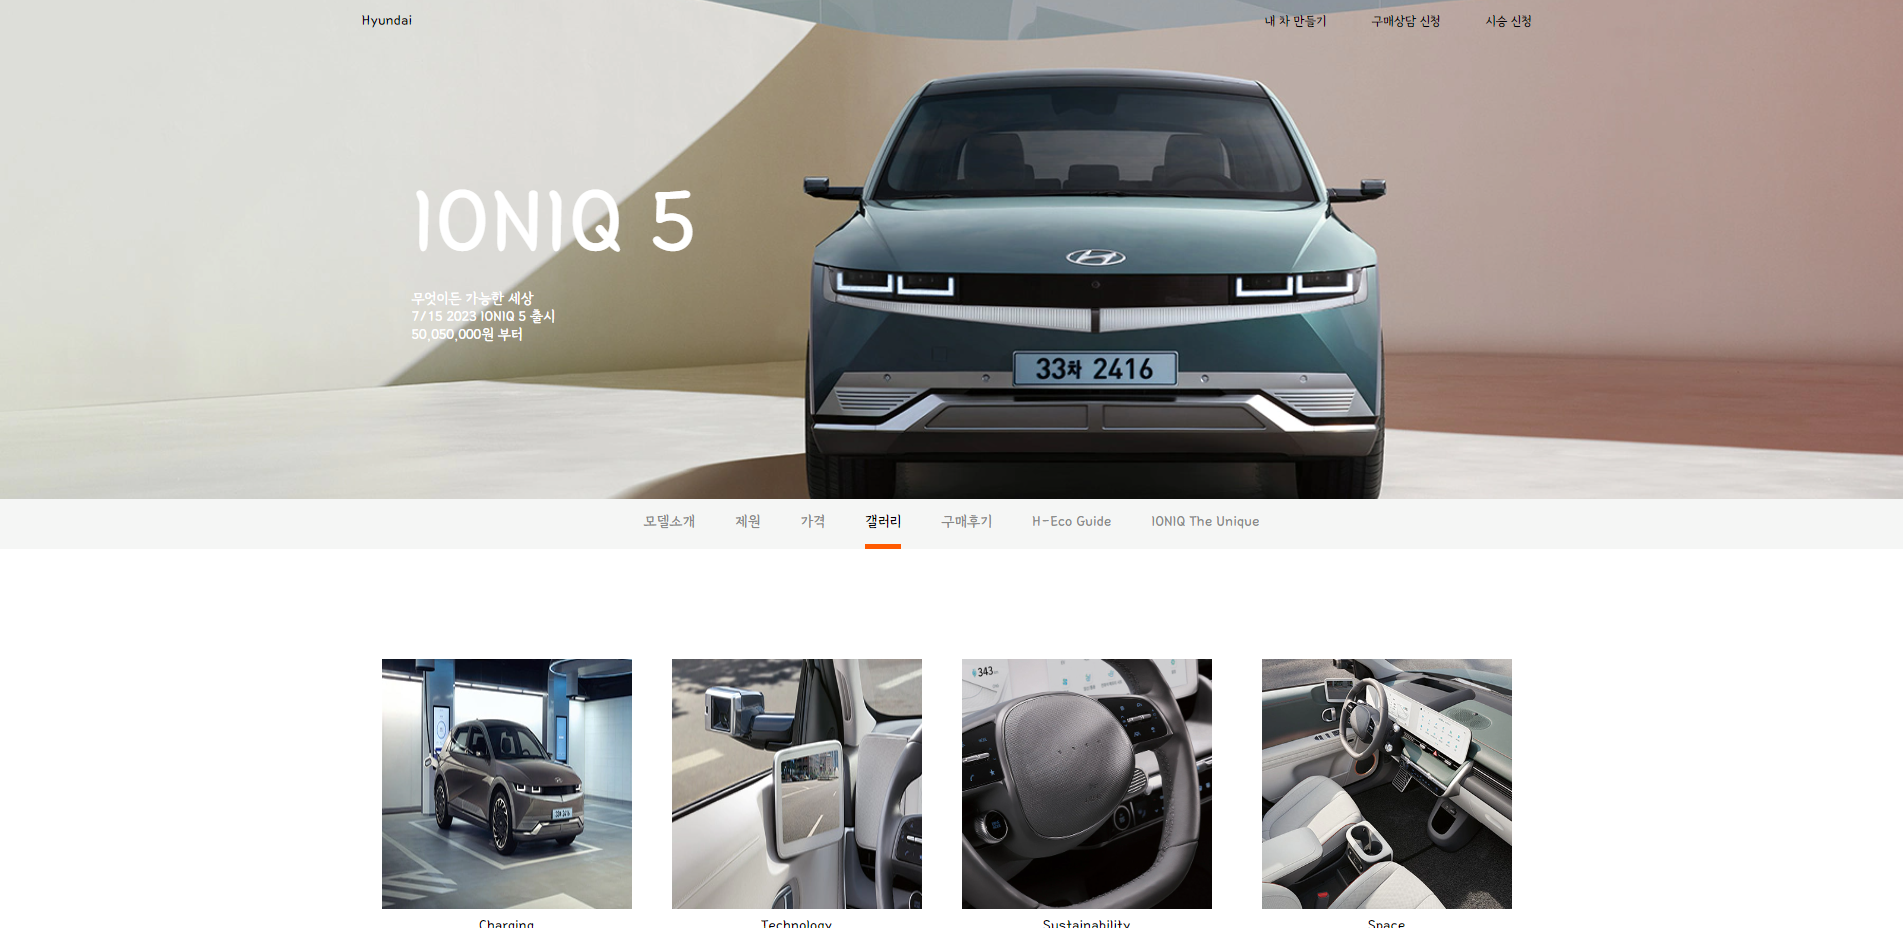 Hyundai
내 차 만들기
구매상담 신청
시승 신청
IONIQ 5
무엇이든 가능한 세상
7/15 2023 IONIQ 5 출시
50,050,000원 부터
33차 2416
모델소개
제원
가격
갤러리
구매후기
H-Eco Guide
IONIQ The Unique
343
Charging
Technology
Sustainability
Space